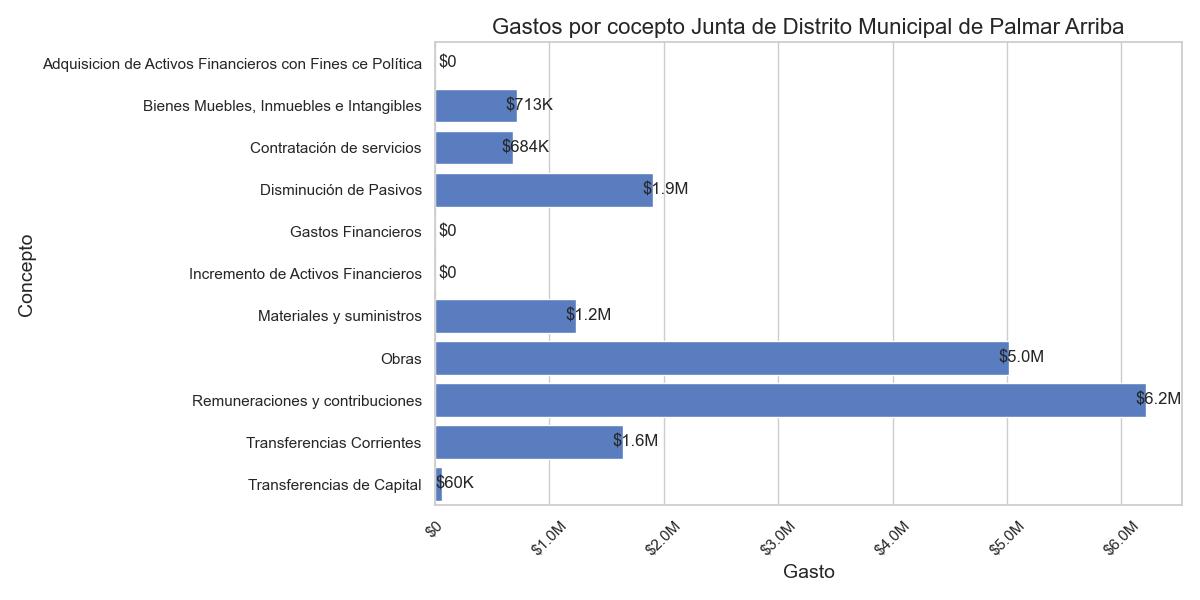 Gastos por cocepto Junta de Distrito Municipal de Palmar Arriba
Concepto
Adquisicion de Activos Financieros con Fines ce Política $0
Bienes Muebles, Inmuebles e Intangibles $713K
Contratación de servicios $684K
Disminución de Pasivos $1.9M
Gastos Financieros $0
Incremento de Activos Financieros $0
Materiales y suministros $1.2M
Obras $5.0M
Remuneraciones y contribuciones $6.2M
Transferencias Corrientes $1.6M
Transferencias de Capital $60K
$0 $1.0M $2.0M $3.0M $4.0M $5.0M $6.0M
Gasto